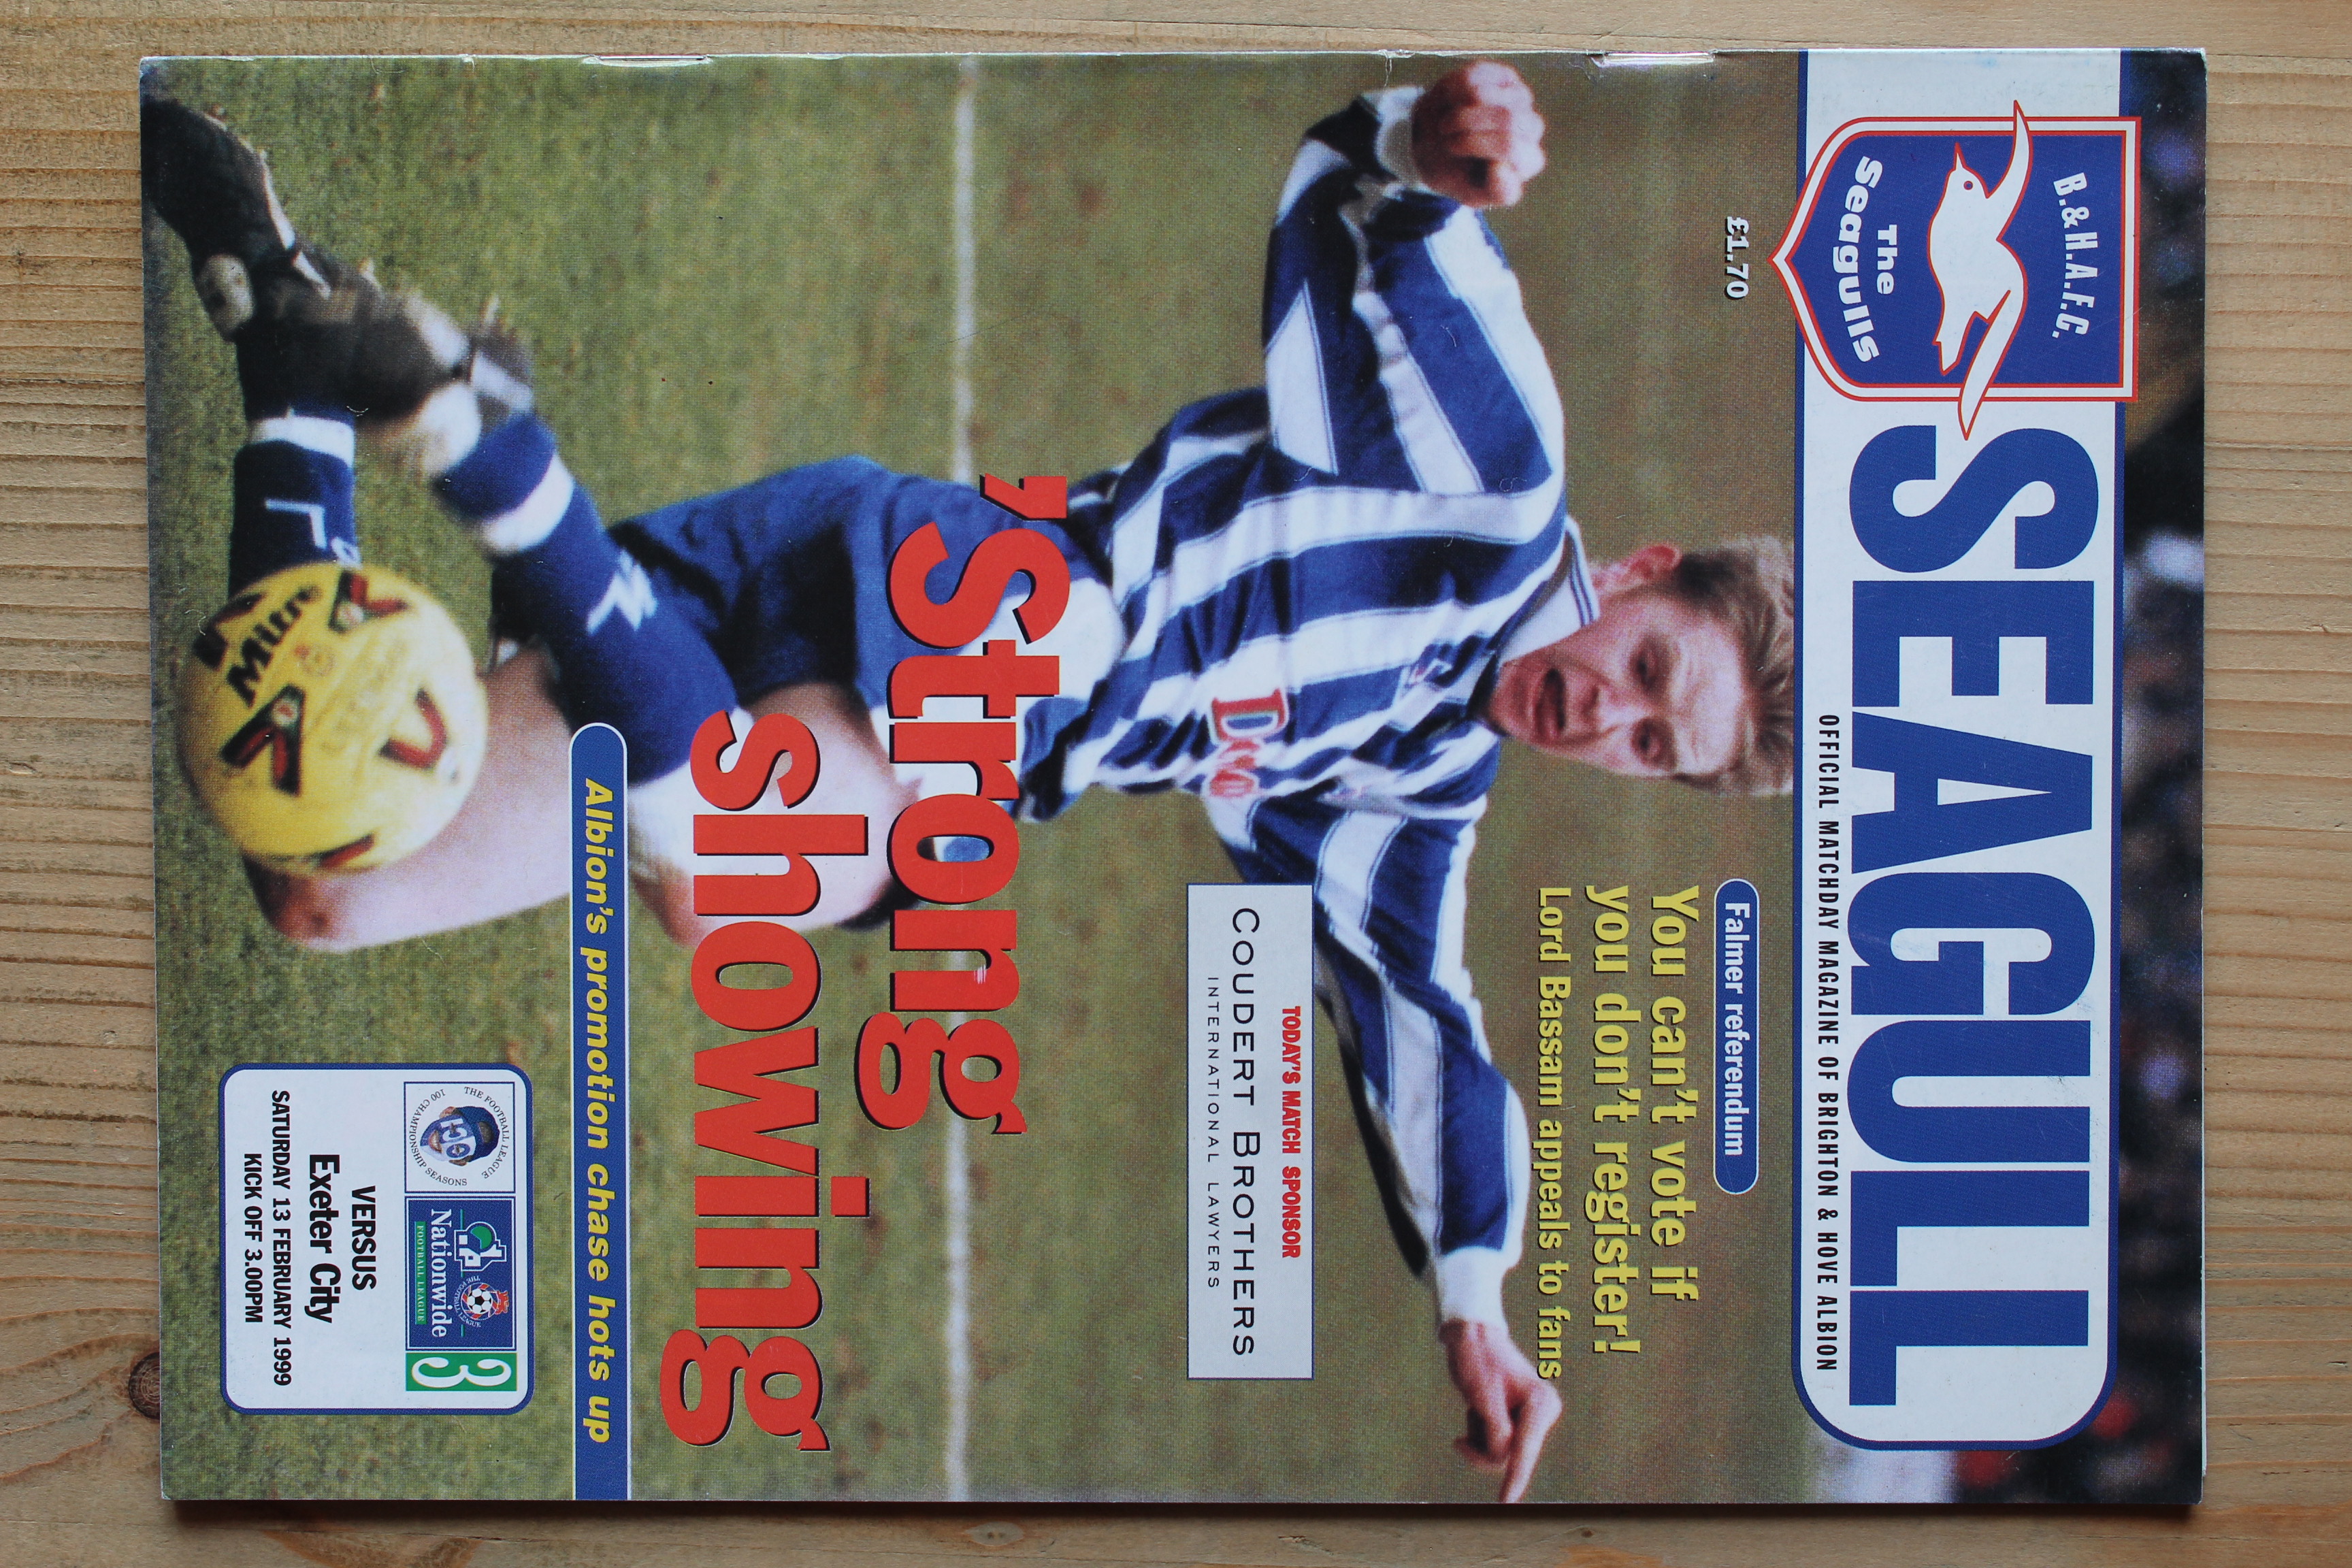 B.&H.A.F.C.
The
Seagulls
SEAGULL
OFFICIAL MATCHDAY MAGAZINE OF BRIGHTON & HOVE ALBION
£1.70
Falmer referendum
You can't vote if
you don't register!
Lord Bassam appeals to fans
TODAY'S MATCH SPONSOR
COUDERT BROTHERS
INTERNATIONAL LAWYERS
'Strong
showing
Albion's promotion chase hots up
Mitre
THE FOOTBALL LEAGUE
100 CHAMPIONSHIP SEASONS
Nationwide
FOOTBALL LEAGUE
3
VERSUS
Exeter City
SATURDAY 13 FEBRUARY 1999
KICK OFF 3.00PM